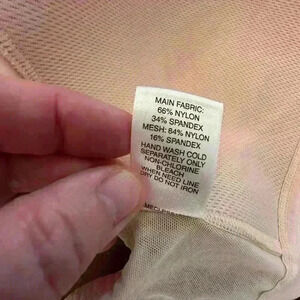 MAIN FABRIC:
66% NYLON
34% SPANDEX
MESH: 84% NYLON
16% SPANDEX
HAND WASH COLD
SEPARATELY ONLY
NON-CHLORINE
BLEACH
WHEN NEED LINE
DRY DO NOT IRON